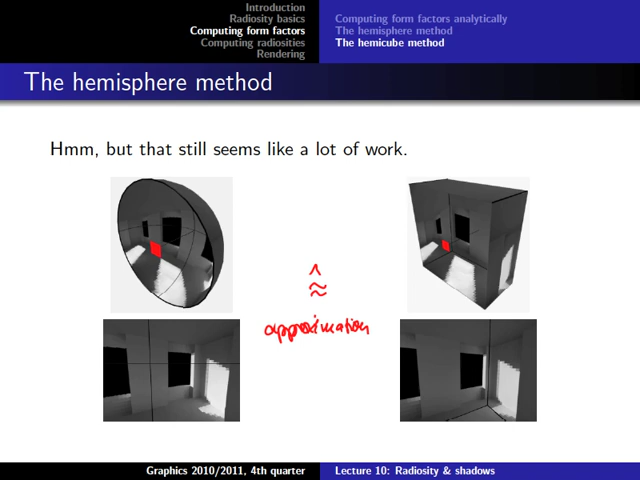 Introduction
Radiosity basics
Computing form factors
Computing radiosities
Rendering
Computing form factors analytically
The hemisphere method
The hemicube method
The hemisphere method
Hmm, but that still seems like a lot of work.
≈
approximation
Graphics 2010/2011, 4th quarter
Lecture 10: Radiosity & shadows